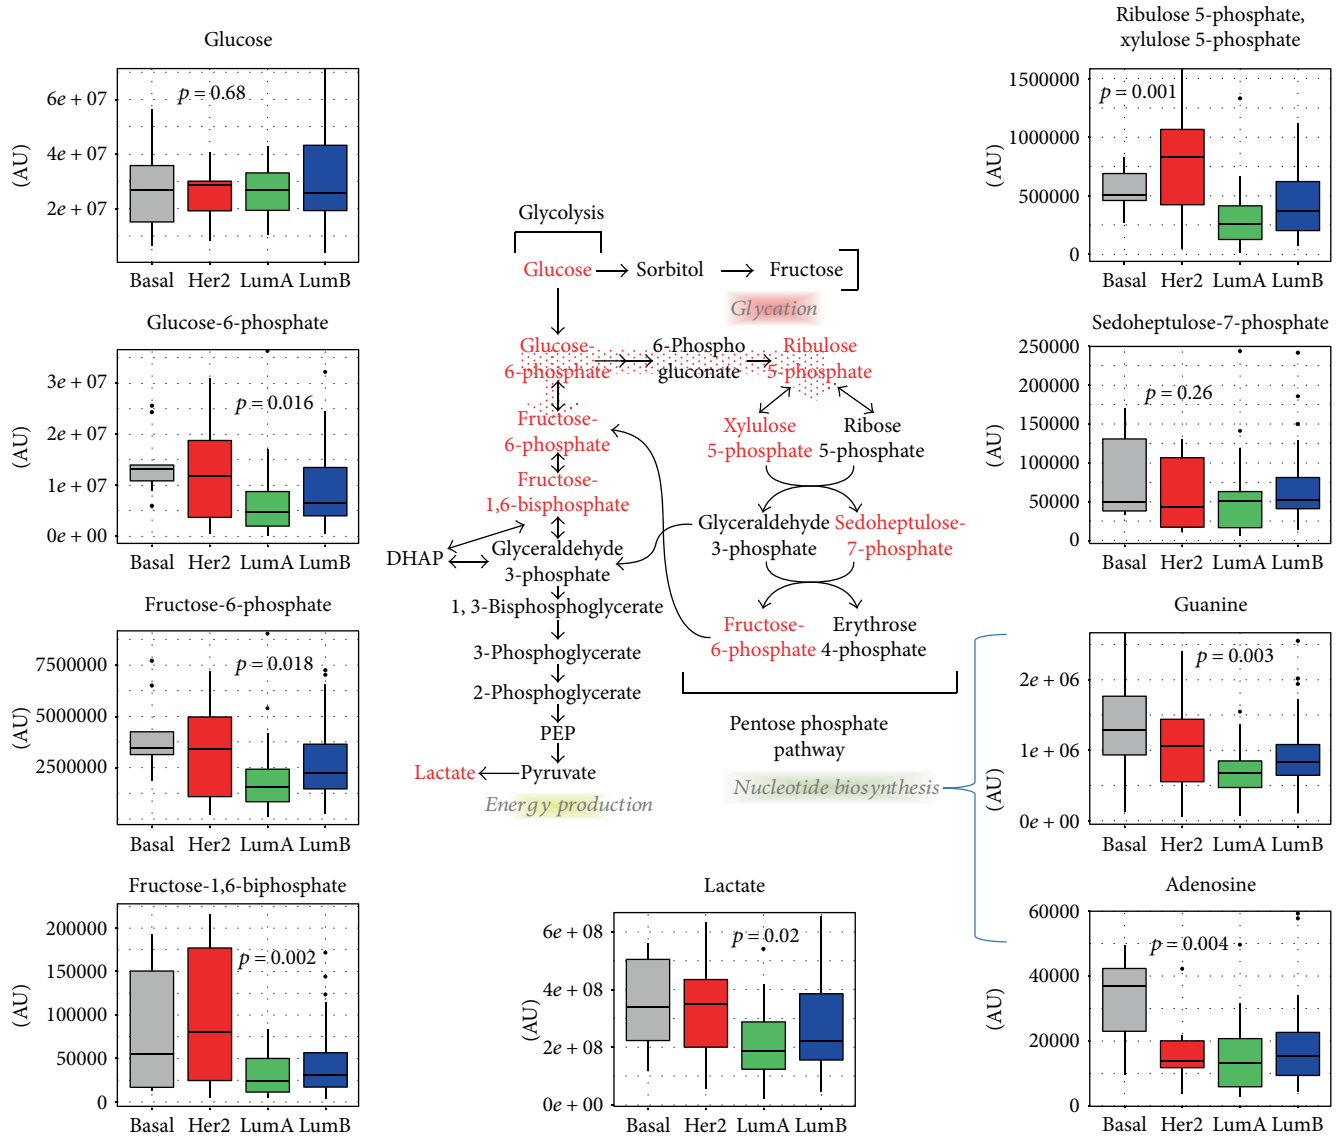 Glucose
6e + 07
4e + 07
2e + 07
(AU)
p = 0.68
Basal Her2 LumA LumB
Glucose-6-phosphate
3e + 07
2e + 07
1e + 07
0e + 00
(AU)
p = 0.016
Basal Her2 LumA LumB
Fructose-6-phosphate
7500000
5000000
2500000
(AU)
p = 0.018
Basal Her2 LumA LumB
Fructose-1,6-biphosphate
200000
150000
100000
50000
0
(AU)
p = 0.002
Basal Her2 LumA LumB
Glycolysis
Glucose
Sorbitol
Fructose
Glycation
Glucose-
6-phosphate
6-Phospho
gluconate
Ribulose
5-phosphate
Fructose-
6-phosphate
Xylulose
5-phosphate
Ribose
5-phosphate
Fructose-
1,6-bisphosphate
DHAP
Glyceraldehyde
3-phosphate
Glyceraldehyde
3-phosphate
Sedoheptulose-
7-phosphate
1, 3-Bisphosphoglycerate
3-Phosphoglycerate
2-Phosphoglycerate
PEP
Lactate
Pyruvate
Energy production
Fructose-
6-phosphate
Erythrose
4-phosphate
Pentose phosphate
pathway
Nucleotide biosynthesis
Lactate
6e + 08
4e + 08
2e + 08
0e + 00
(AU)
p = 0.02
Basal Her2 LumA LumB
Ribulose 5-phosphate,
xylulose 5-phosphate
1500000
1000000
500000
0
(AU)
p = 0.001
Basal Her2 LumA LumB
Sedoheptulose-7-phosphate
250000
200000
150000
100000
50000
0
(AU)
p = 0.26
Basal Her2 LumA LumB
Guanine
2e + 06
1e + 06
0e + 00
(AU)
p = 0.003
Basal Her2 LumA LumB
Adenosine
60000
40000
20000
0
(AU)
p = 0.004
Basal Her2 LumA LumB